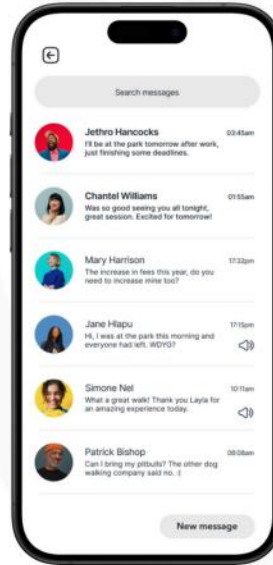 Search messages
Jethro Hancocks 03:45am
I'll be at the park tomorrow after work,
just finishing some deadlines.
Chantel Williams 01:55am
Was so good seeing you all tonight,
great session. Excited for tomorrow!
Mary Harrison 17:32pm
The increase in fees this year, do you
need to increase mine too?
Jane Hlapu 17:15pm
Hi, I was at the park this morning and
everyone had left. WDYG?
Simone Nel 10:11am
What a great walk! Thank you Layla for
an amazing experience today.
Patrick Bishop 08:08am
Can I bring my pitbulls? The other dog
walking company said no. :(
New message